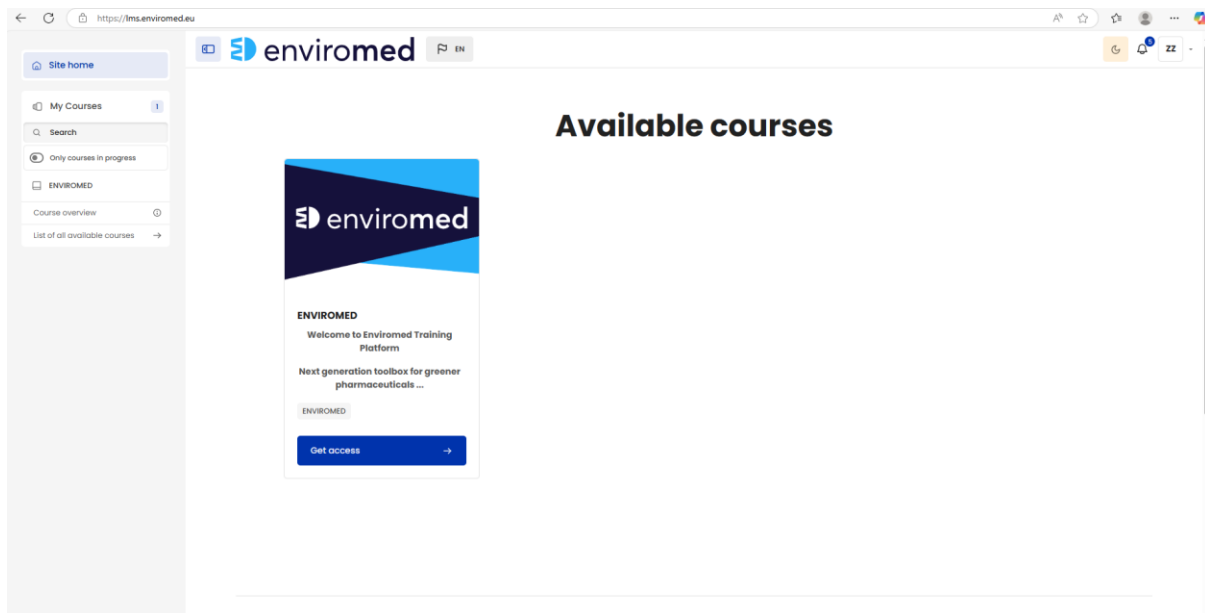 https://lms.enviromed.eu
enviromed
EN
5
ZZ
Site home
My Courses
1
Search
Only courses in progress
ENVIROMED
Course overview
List of all available courses
Available courses
enviromed
ENVIROMED
Welcome to Enviromed Training
Platform
Next generation toolbox for greener
pharmaceuticals ...
ENVIROMED
Get access